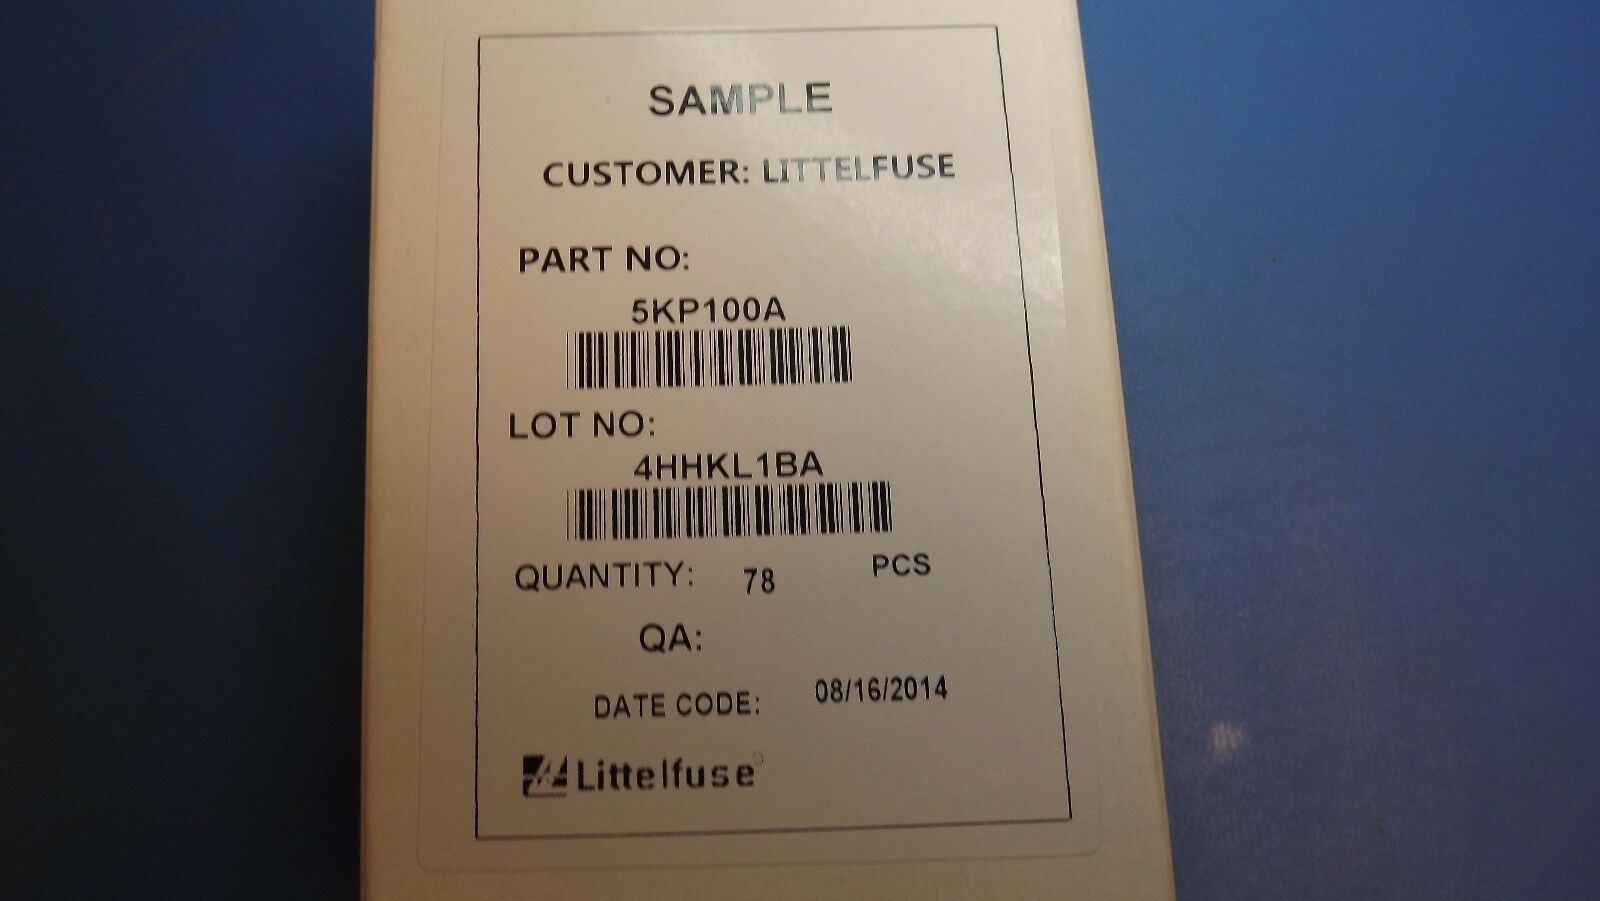 SAMPLE
CUSTOMER: LITTELFUSE
PART NO:
5KP100A
LOT NO:
4HHKL1BA
QUANTITY: 78 PCS
QA:
DATE CODE: 08/16/2014
Littelfuse®